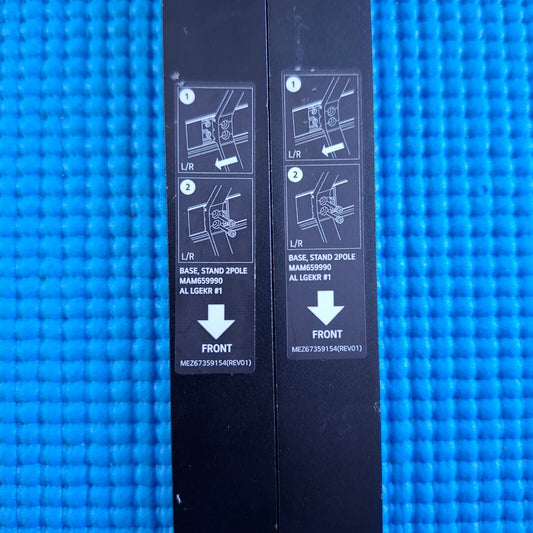 1
L/R
2
L/R
BASE, STAND 2POLE
MAM659990
AL LGEKR #1
FRONT
MEZ67359154(REV01)
1
L/R
2
L/R
BASE, STAND 2POLE
MAM659990
AL LGEKR #1
FRONT
MEZ67359154(REV01)